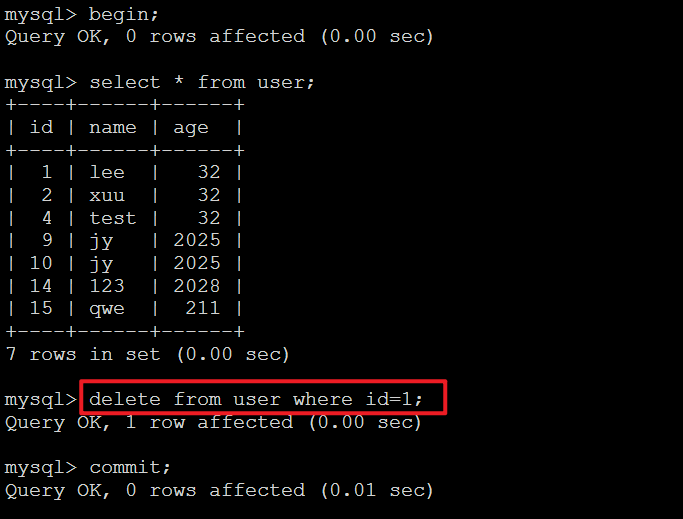 mysql> begin;
Query OK, 0 rows affected (0.00 sec)
mysql> select * from user;
+----+------+------+
| id | name | age  |
+----+------+------+
|  1 | lee  |   32 |
|  2 | xuu  |   32 |
|  4 | test |   32 |
|  9 | jy   | 2025 |
| 10 | jy   | 2025 |
| 14 | 123  | 2028 |
| 15 | qwe  |  211 |
+----+------+------+
7 rows in set (0.00 sec)
mysql> delete from user where id=1;
Query OK, 1 row affected (0.00 sec)
mysql> commit;
Query OK, 0 rows affected (0.01 sec)